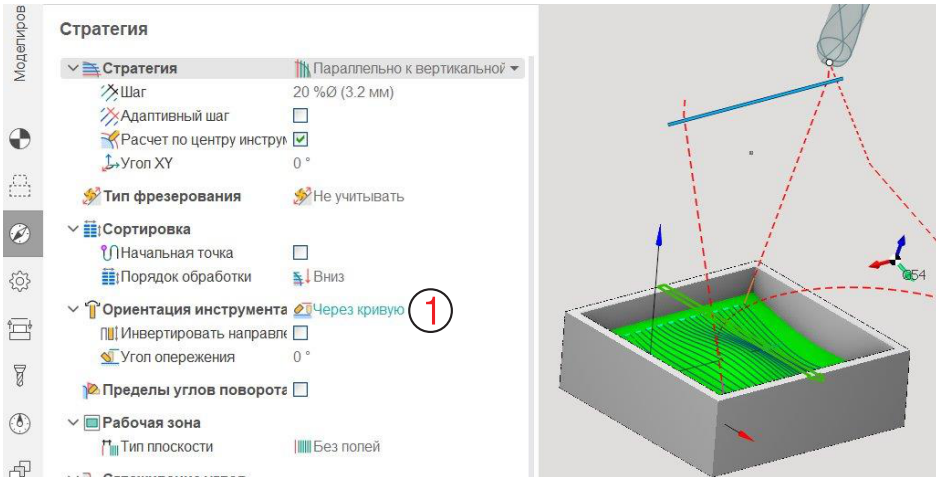 Моделиров
Стратегия
Стратегия Параллельно к вертикальной
Шаг 20 %Ø (3.2 мм)
Адаптивный шаг
Расчет по центру инструм
Угол XY 0 °
Тип фрезерования Не учитывать
Сортировка
Начальная точка
Порядок обработки Вниз
Ориентация инструмента Через кривую 1
Инвертировать направле
Угол опережения 0 °
Пределы углов поворота
Рабочая зона
Тип плоскости Без полей
G54